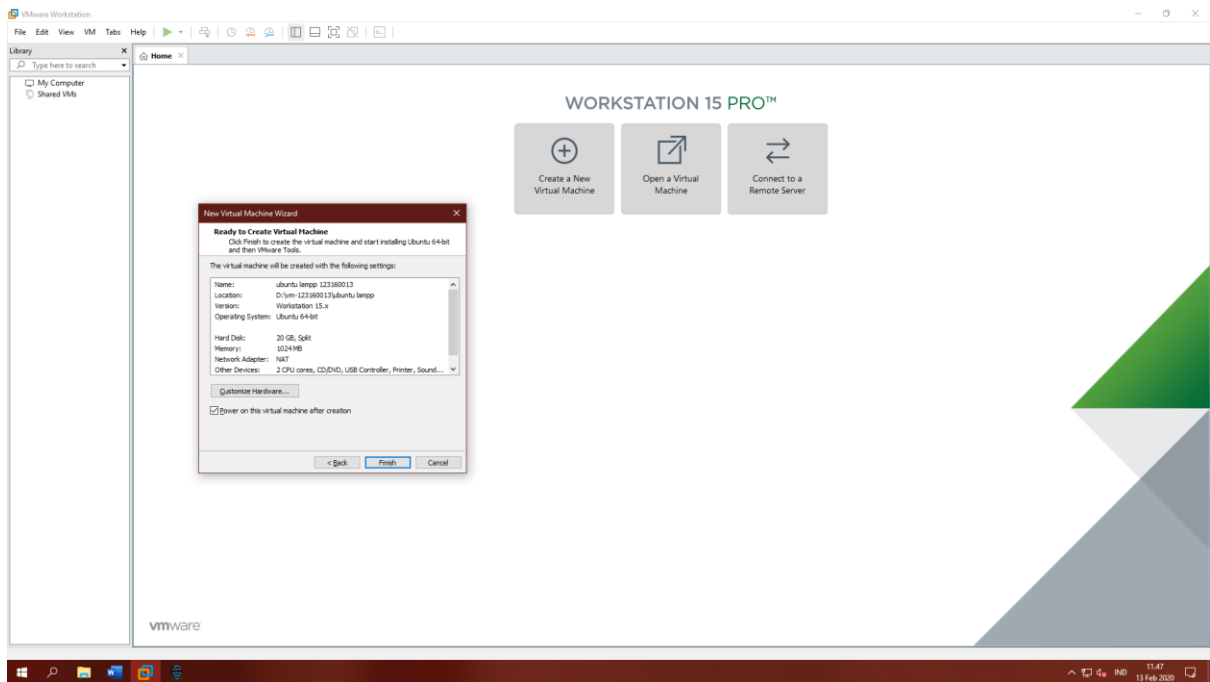 VMware Workstation
File Edit View VM Tabs Help
Library
Type here to search
My Computer
Shared VMs
Home
WORKSTATION 15 PRO™
Create a New
Virtual Machine
Open a Virtual
Machine
Connect to a
Remote Server
New Virtual Machine Wizard
Ready to Create Virtual Machine
Click Finish to create the virtual machine and start installing Ubuntu 64-bit
and then VMware Tools.
The virtual machine will be created with the following settings:
Name: ubuntu lampp 123160013
Location: D:\vm-123160013\ubuntu lampp
Version: Workstation 15.x
Operating System: Ubuntu 64-bit
Hard Disk: 20 GB, Split
Memory: 1024 MB
Network Adapter: NAT
Other Devices: 2 CPU cores, CD/DVD, USB Controller, Printer, Sound...
Customize Hardware...
Power on this virtual machine after creation
< Back Finish Cancel
vmware
IND 11.47
13 Feb 2020